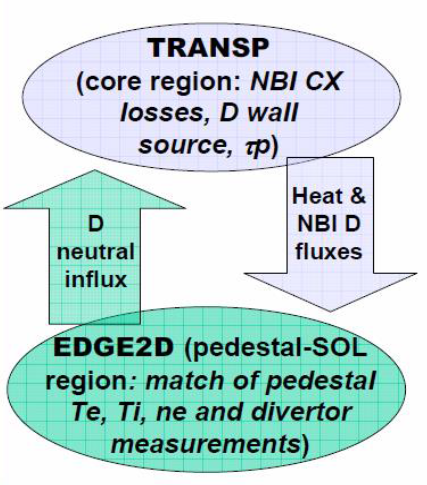 TRANSP
(core region: NBI CX
losses, D wall
source, τp)
Heat &
NBI D
fluxes
D
neutral
influx
EDGE2D (pedestal-SOL
region: match of pedestal
Te, Ti, ne and divertor
measurements)